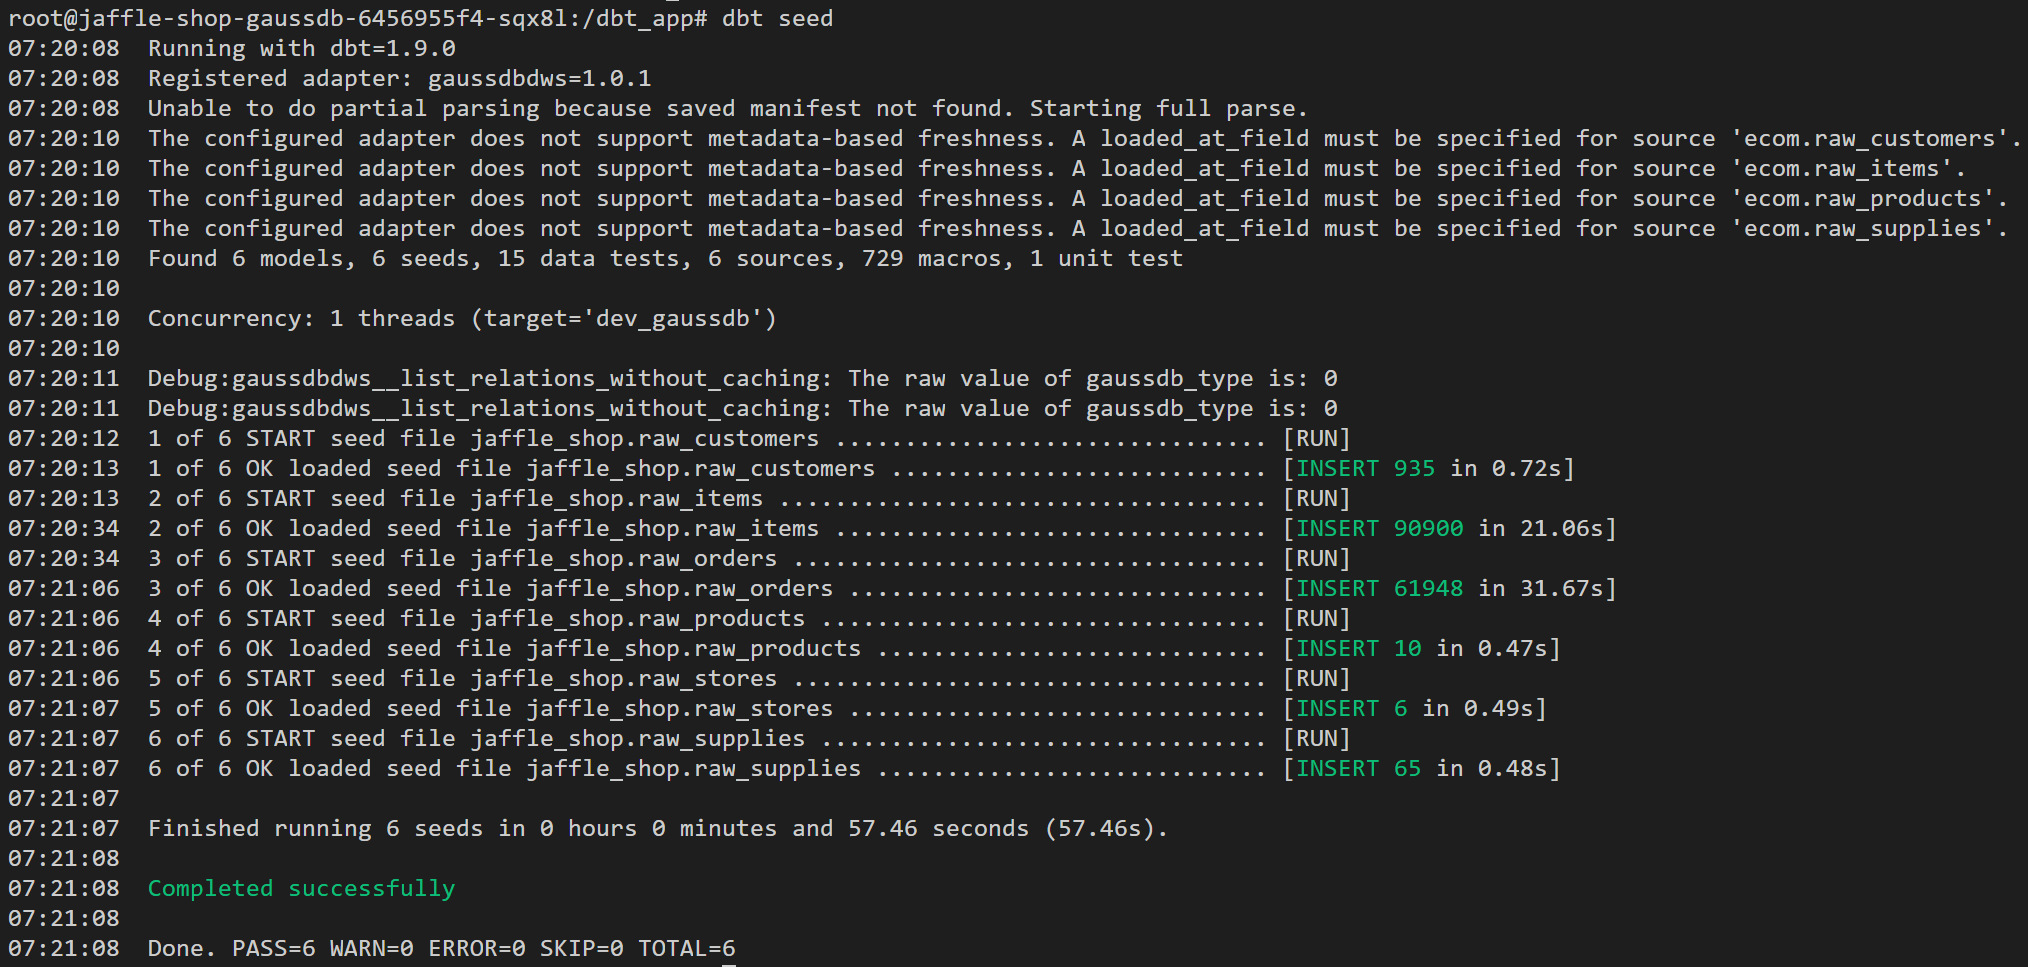 root@jaffle-shop-gaussdb-6456955f4-sqx8l:/dbt_app# dbt seed
07:20:08  Running with dbt=1.9.0
07:20:08  Registered adapter: gaussdbdws=1.0.1
07:20:08  Unable to do partial parsing because saved manifest not found. Starting full parse.
07:20:10  The configured adapter does not support metadata-based freshness. A loaded_at_field must be specified for source 'ecom.raw_customers'.
07:20:10  The configured adapter does not support metadata-based freshness. A loaded_at_field must be specified for source 'ecom.raw_items'.
07:20:10  The configured adapter does not support metadata-based freshness. A loaded_at_field must be specified for source 'ecom.raw_products'.
07:20:10  The configured adapter does not support metadata-based freshness. A loaded_at_field must be specified for source 'ecom.raw_supplies'.
07:20:10  Found 6 models, 6 seeds, 15 data tests, 6 sources, 729 macros, 1 unit test
07:20:10
07:20:10  Concurrency: 1 threads (target='dev_gaussdb')
07:20:10
07:20:11  Debug:gaussdbdws__list_relations_without_caching: The raw value of gaussdb_type is: 0
07:20:11  Debug:gaussdbdws__list_relations_without_caching: The raw value of gaussdb_type is: 0
07:20:12  1 of 6 START seed file jaffle_shop.raw_customers ............................... [RUN]
07:20:13  1 of 6 OK loaded seed file jaffle_shop.raw_customers ........................... [INSERT 935 in 0.72s]
07:20:13  2 of 6 START seed file jaffle_shop.raw_items ................................... [RUN]
07:20:34  2 of 6 OK loaded seed file jaffle_shop.raw_items ............................... [INSERT 90900 in 21.06s]
07:20:34  3 of 6 START seed file jaffle_shop.raw_orders .................................. [RUN]
07:21:06  3 of 6 OK loaded seed file jaffle_shop.raw_orders .............................. [INSERT 61948 in 31.67s]
07:21:06  4 of 6 START seed file jaffle_shop.raw_products ................................ [RUN]
07:21:06  4 of 6 OK loaded seed file jaffle_shop.raw_products ............................ [INSERT 10 in 0.47s]
07:21:06  5 of 6 START seed file jaffle_shop.raw_stores .................................. [RUN]
07:21:07  5 of 6 OK loaded seed file jaffle_shop.raw_stores .............................. [INSERT 6 in 0.49s]
07:21:07  6 of 6 START seed file jaffle_shop.raw_supplies ................................ [RUN]
07:21:07  6 of 6 OK loaded seed file jaffle_shop.raw_supplies ............................ [INSERT 65 in 0.48s]
07:21:07
07:21:07  Finished running 6 seeds in 0 hours 0 minutes and 57.46 seconds (57.46s).
07:21:08
07:21:08  Completed successfully
07:21:08
07:21:08  Done. PASS=6 WARN=0 ERROR=0 SKIP=0 TOTAL=6